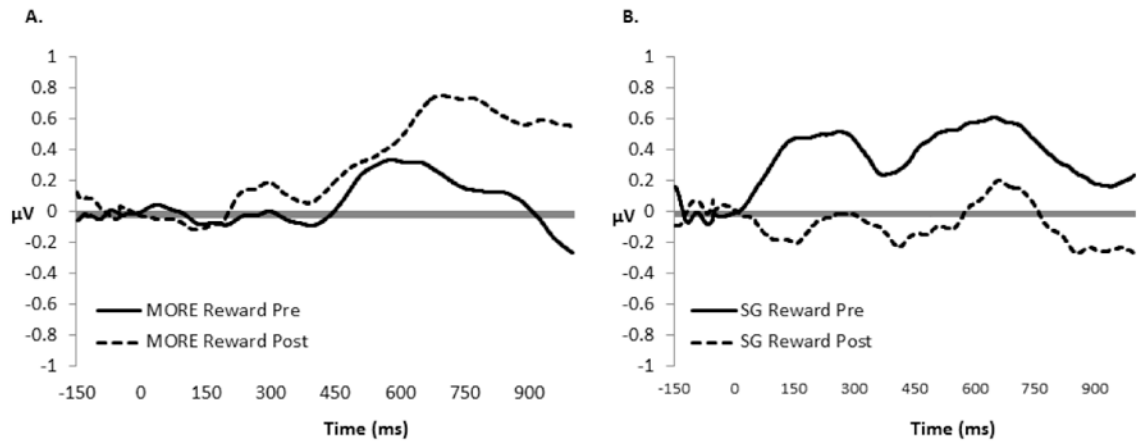 A.
1
0.8
0.6
0.4
0.2
µV 0
-0.2
-0.4
-0.6
-0.8
-1
MORE Reward Pre
MORE Reward Post
-150 0 150 300 450 600 750 900
Time (ms)
B.
1
0.8
0.6
0.4
0.2
µV 0
-0.2
-0.4
-0.6
-0.8
-1
SG Reward Pre
SG Reward Post
-150 0 150 300 450 600 750 900
Time (ms)